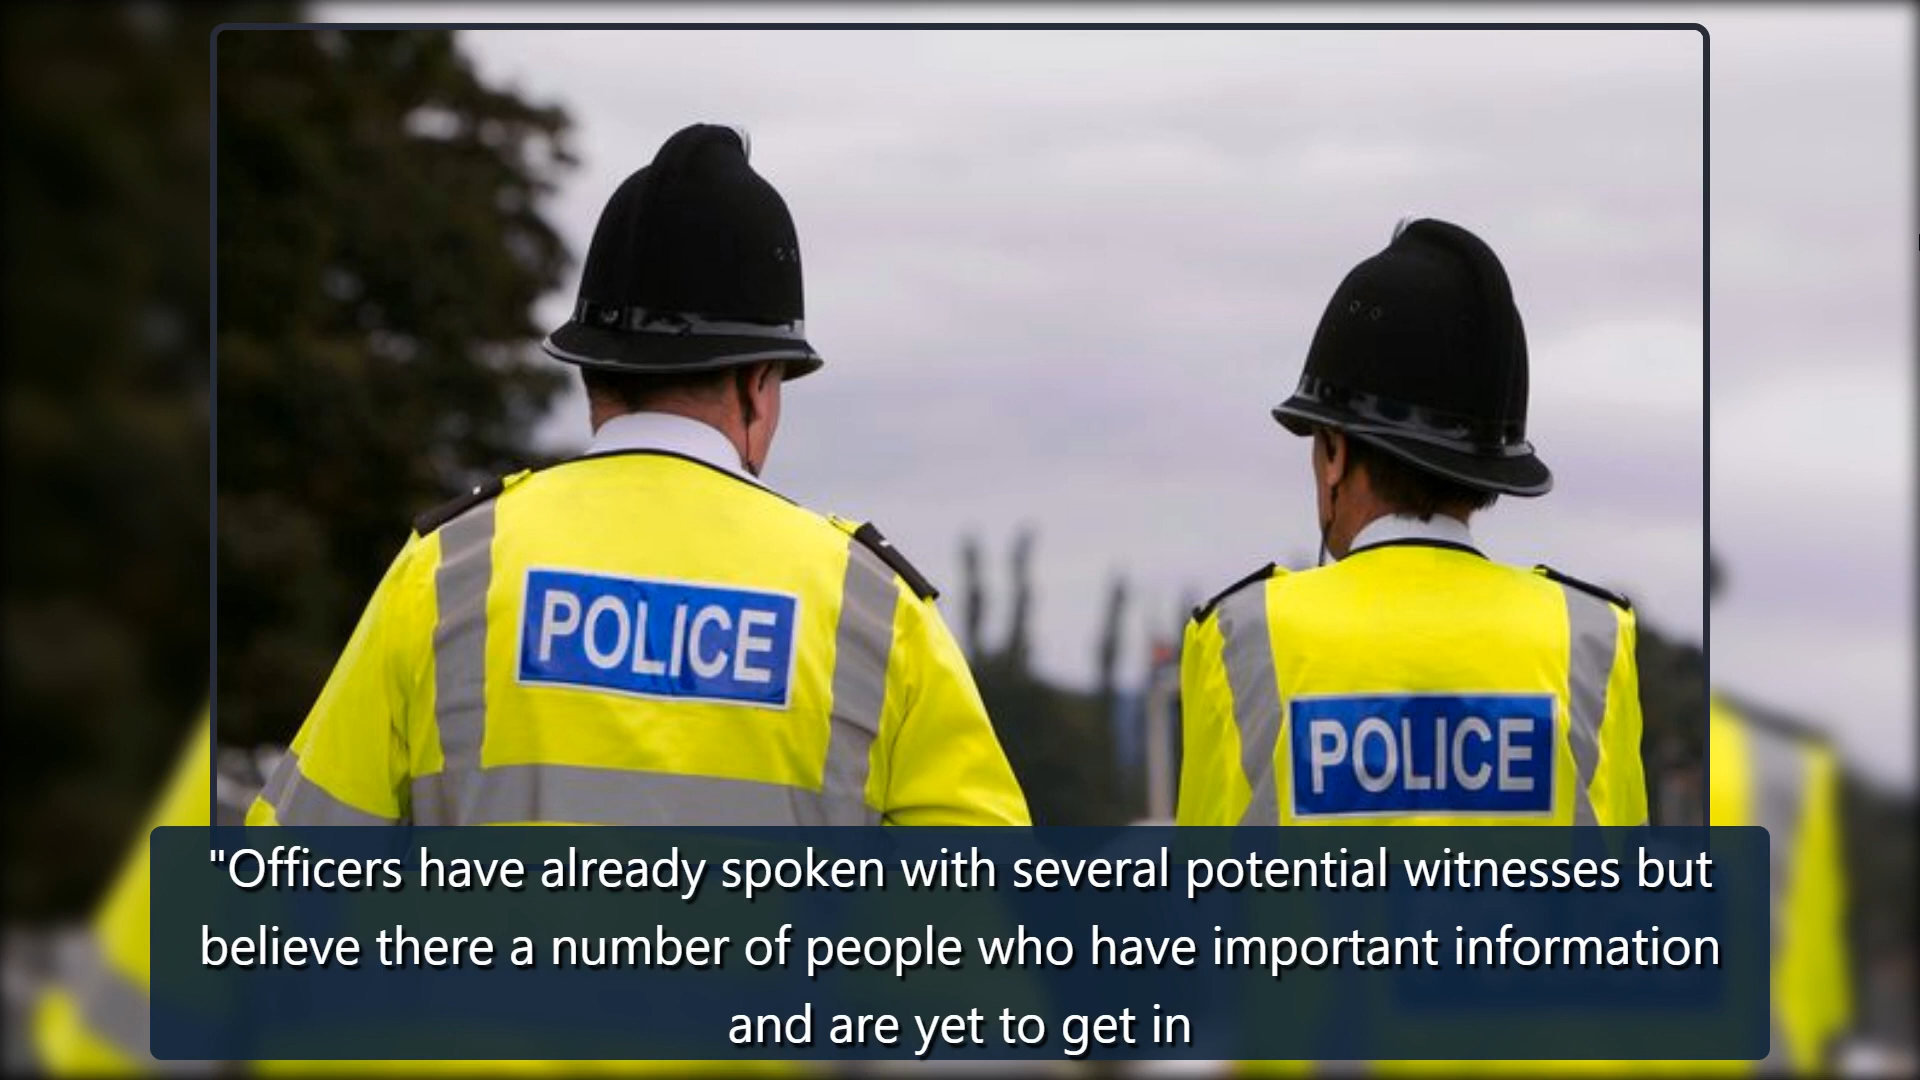 POLICE
POLICE
"Officers have already spoken with several potential witnesses but
believe there a number of people who have important information
and are yet to get in